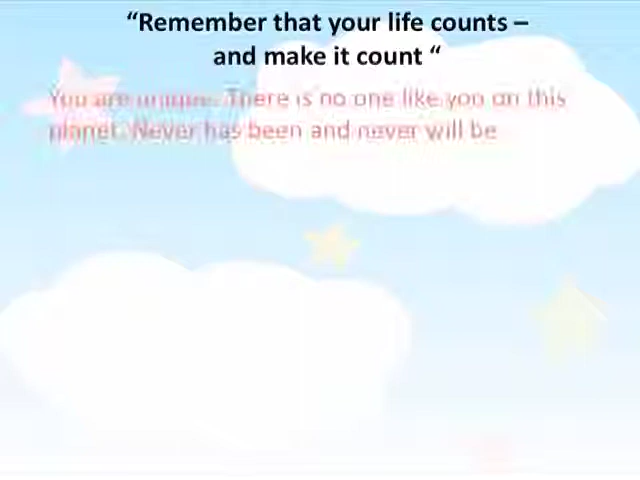 “Remember that your life counts –
and make it count “
You are unique. There is no one like you on this
planet. Never has been and never will be